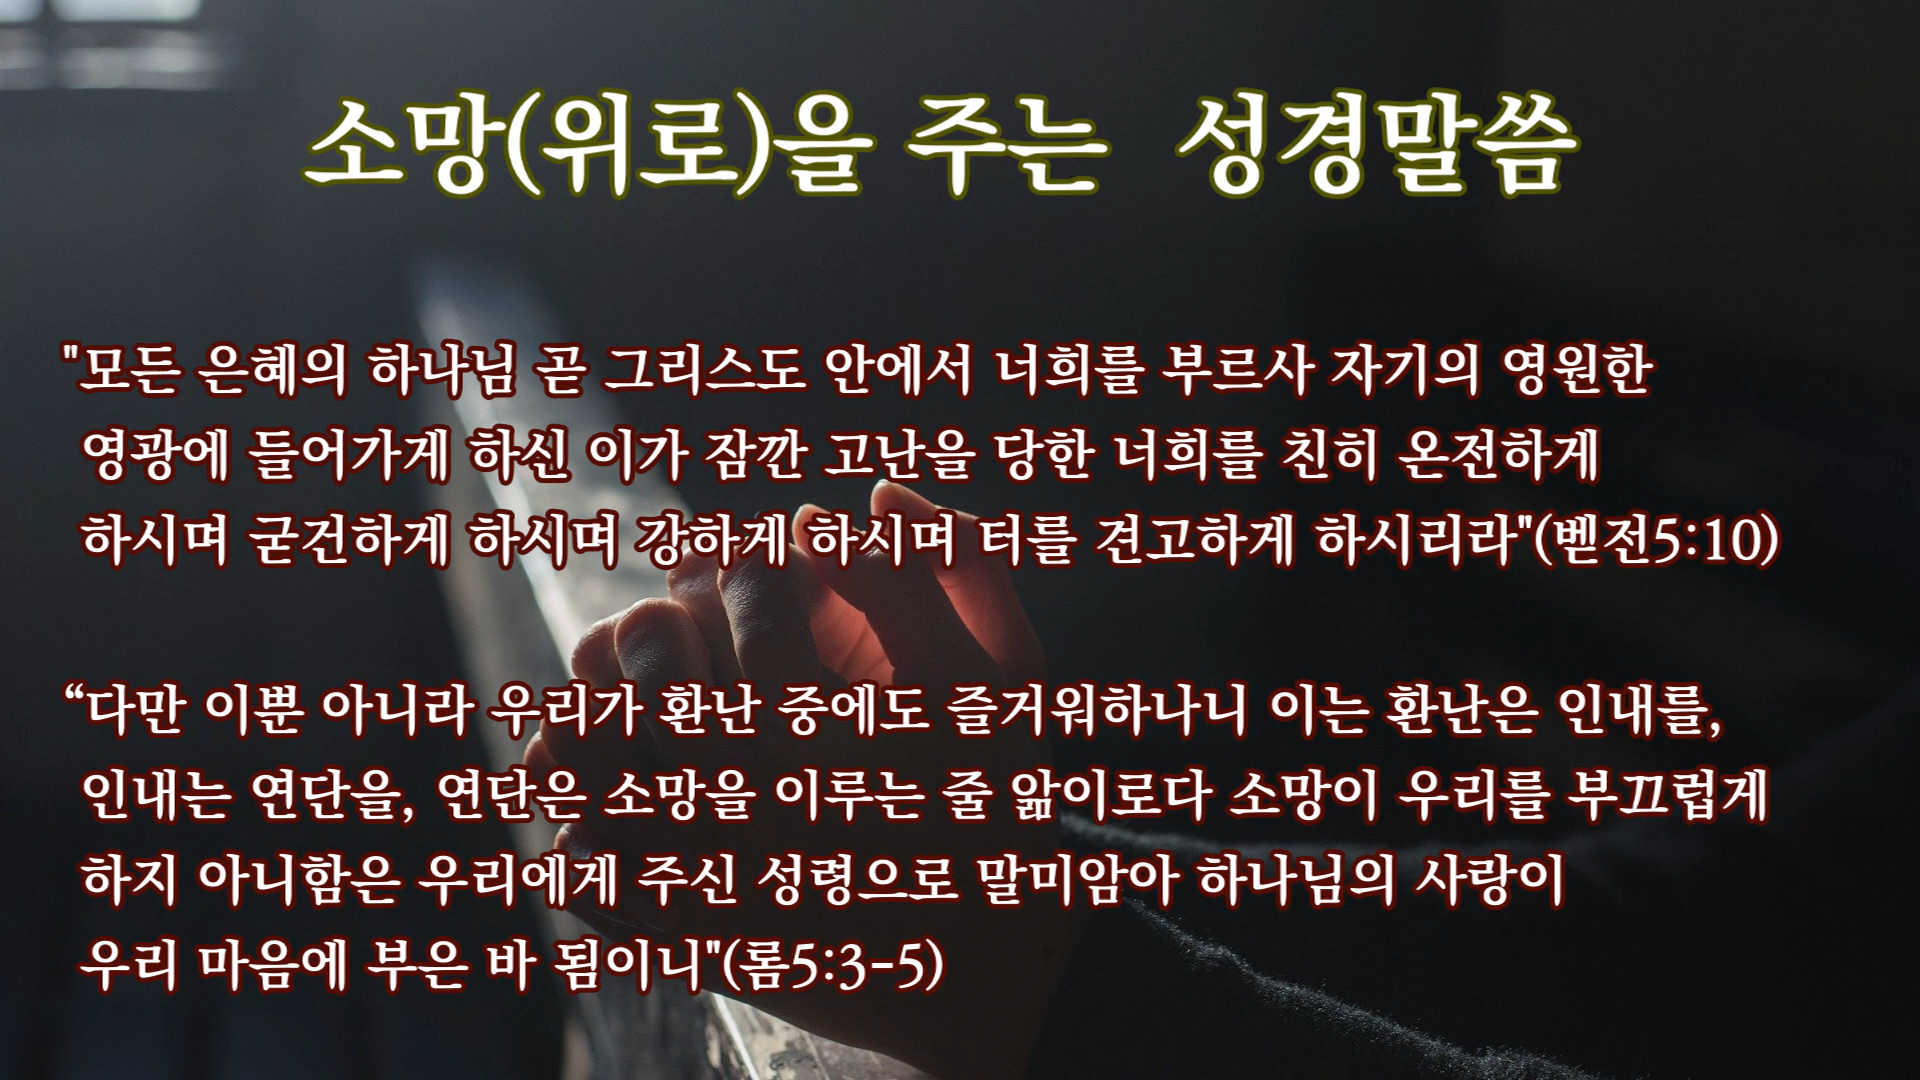 소망(위로)을 주는 성경말씀
"모든 은혜의 하나님 곧 그리스도 안에서 너희를 부르사 자기의 영원한
영광에 들어가게 하신 이가 잠깐 고난을 당한 너희를 친히 온전하게
하시며 굳건하게 하시며 강하게 하시며 터를 견고하게 하시리라"(벧전5:10)
“다만 이뿐 아니라 우리가 환난 중에도 즐거워하나니 이는 환난은 인내를,
인내는 연단을, 연단은 소망을 이루는 줄 앎이로다 소망이 우리를 부끄럽게
하지 아니함은 우리에게 주신 성령으로 말미암아 하나님의 사랑이
우리 마음에 부은 바 됨이니"(롬5:3-5)